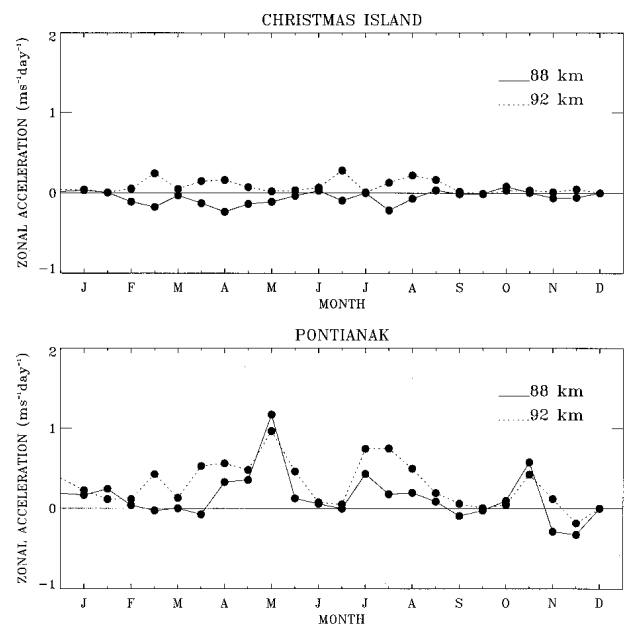 CHRISTMAS ISLAND
ZONAL ACCELERATION (ms⁻¹day⁻¹)
2
1
0
-1
88 km
92 km
J F M A M J J A S O N D
MONTH
PONTIANAK
ZONAL ACCELERATION (ms⁻¹day⁻¹)
2
1
0
-1
88 km
92 km
J F M A M J J A S O N D
MONTH